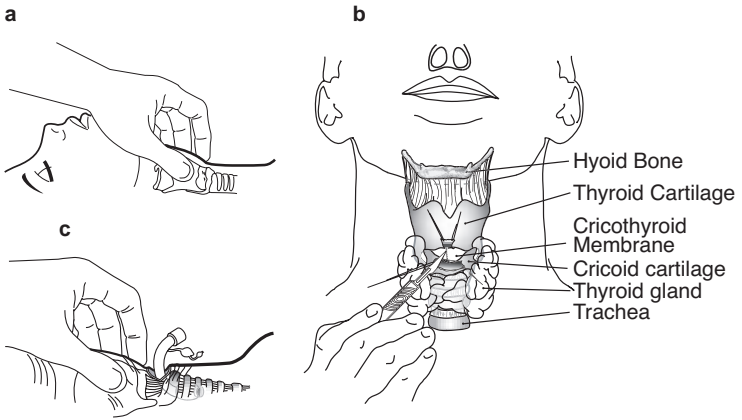 a
b
Hyoid Bone
Thyroid Cartilage
Cricothyroid
Membrane
Cricoid cartilage
Thyroid gland
Trachea
c